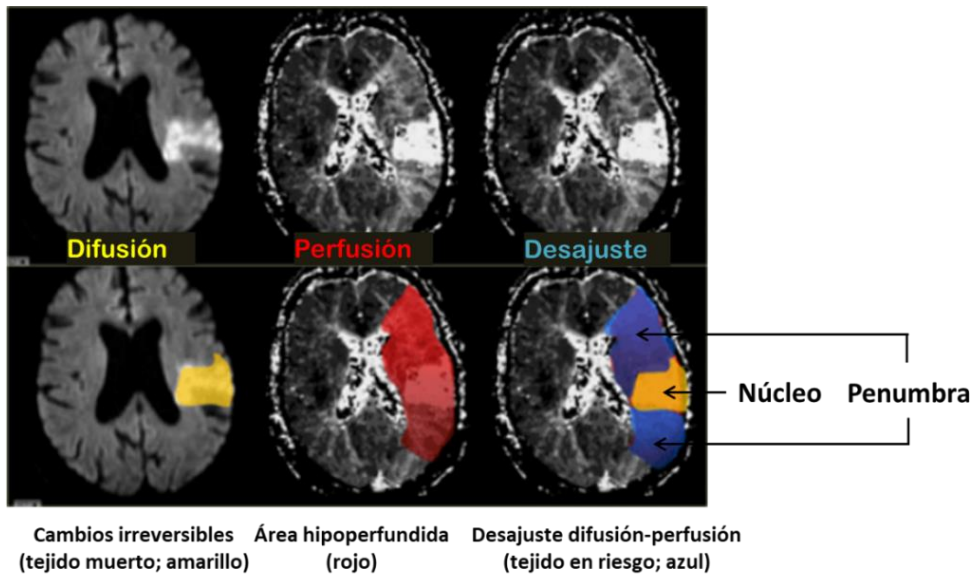 Difusión
Perfusión
Desajuste
Núcleo
Penumbra
Cambios irreversibles
(tejido muerto; amarillo)
Área hipoperfundida
(rojo)
Desajuste difusión-perfusión
(tejido en riesgo; azul)